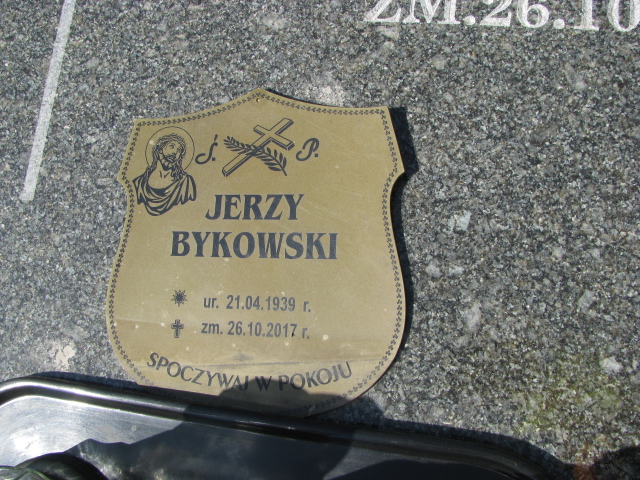 ZM.26.10
Ś. P.
JERZY
BYKOWSKI
ur. 21.04.1939 r.
zm. 26.10.2017 r.
SPOCZYWAJ W POKOJU